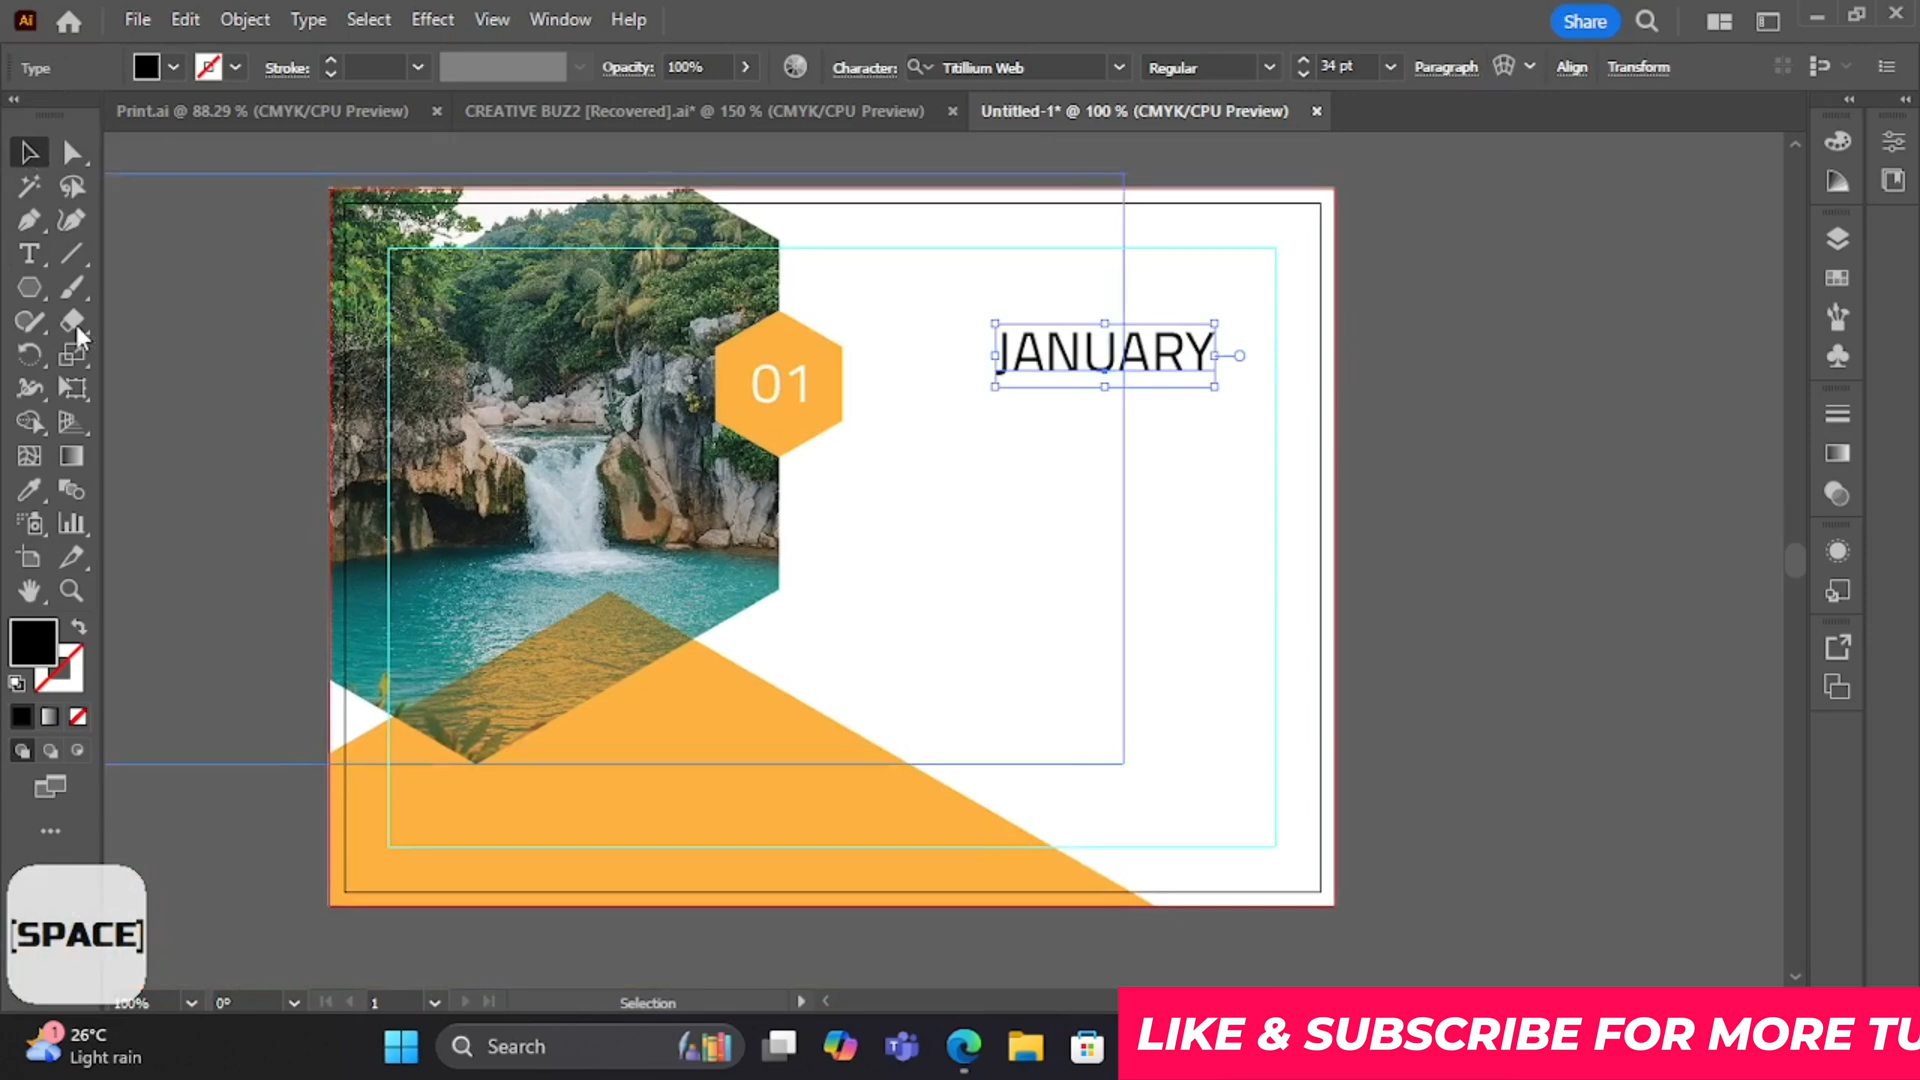 Ai File Edit Object Type Select Effect View Window Help Share
Type Stroke: Opacity: 100% Character: Titillium Web Regular 34 pt Paragraph Align Transform
Print.ai @ 88.29 % (CMYK/CPU Preview) × CREATIVE BUZ2 [Recovered].ai* @ 150 % (CMYK/CPU Preview) × Untitled-1* @ 100 % (CMYK/CPU Preview) ×
JANUARY
01
[SPACE]
100% 0° 1 Selection
1 26°C
Light rain
Search
LIKE & SUBSCRIBE FOR MORE TU